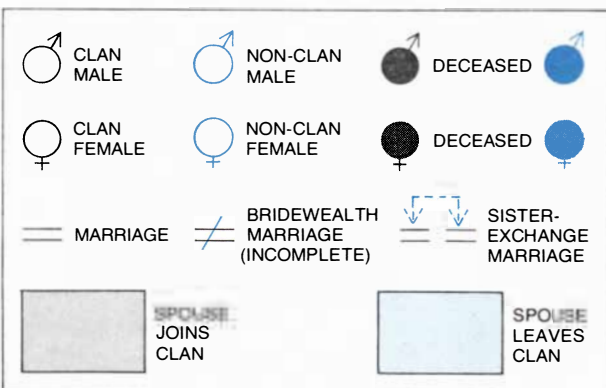 CLAN
MALE
NON-CLAN
MALE
DECEASED
CLAN
FEMALE
NON-CLAN
FEMALE
DECEASED
MARRIAGE
BRIDEWEALTH
MARRIAGE
(INCOMPLETE)
SISTER-
EXCHANGE
MARRIAGE
SPOUSE
JOINS
CLAN
SPOUSE
LEAVES
CLAN